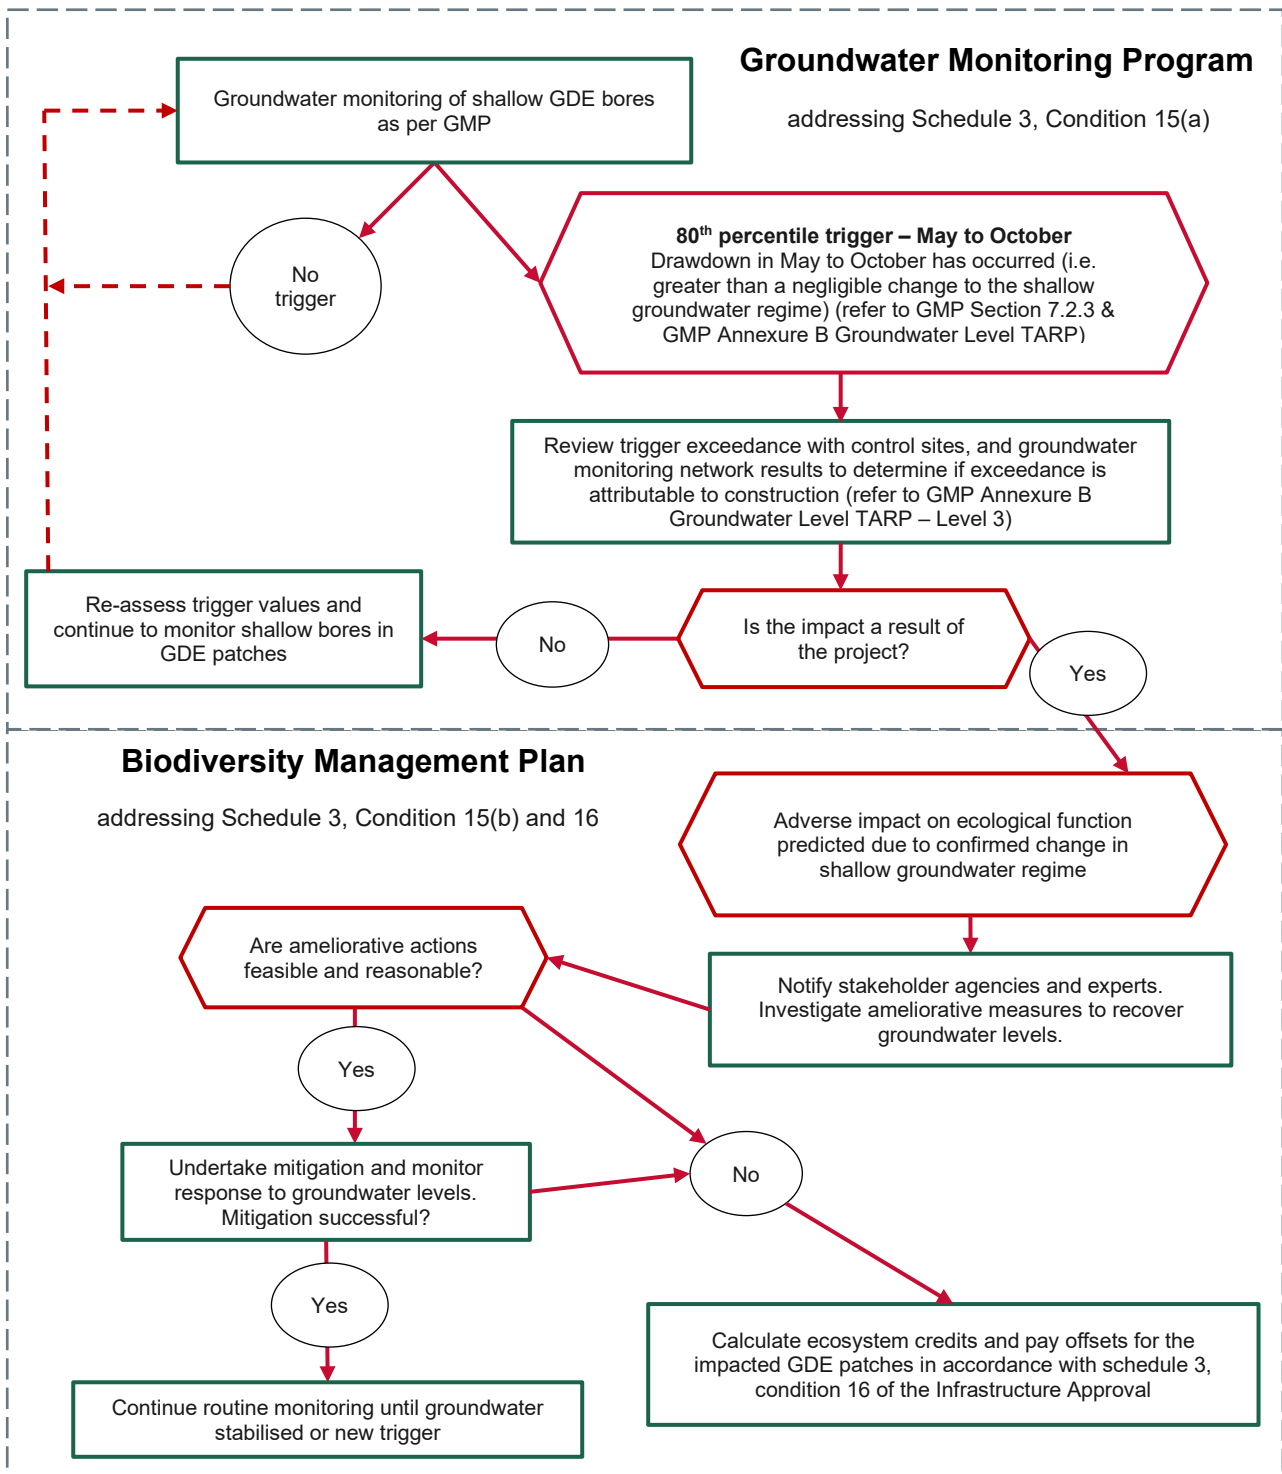 Groundwater Monitoring Program
addressing Schedule 3, Condition 15(a)
Groundwater monitoring of shallow GDE bores
as per GMP
No
trigger
80th percentile trigger – May to October
Drawdown in May to October has occurred (i.e.
greater than a negligible change to the shallow
groundwater regime) (refer to GMP Section 7.2.3 &
GMP Annexure B Groundwater Level TARP)
Review trigger exceedance with control sites, and groundwater
monitoring network results to determine if exceedance is
attributable to construction (refer to GMP Annexure B
Groundwater Level TARP – Level 3)
Is the impact a result of
the project?
No
Yes
Re-assess trigger values and
continue to monitor shallow bores in
GDE patches
Biodiversity Management Plan
addressing Schedule 3, Condition 15(b) and 16
Adverse impact on ecological function
predicted due to confirmed change in
shallow groundwater regime
Notify stakeholder agencies and experts.
Investigate ameliorative measures to recover
groundwater levels.
Are ameliorative actions
feasible and reasonable?
Yes
No
Undertake mitigation and monitor
response to groundwater levels.
Mitigation successful?
Yes
Calculate ecosystem credits and pay offsets for the
impacted GDE patches in accordance with schedule 3,
condition 16 of the Infrastructure Approval
Continue routine monitoring until groundwater
stabilised or new trigger